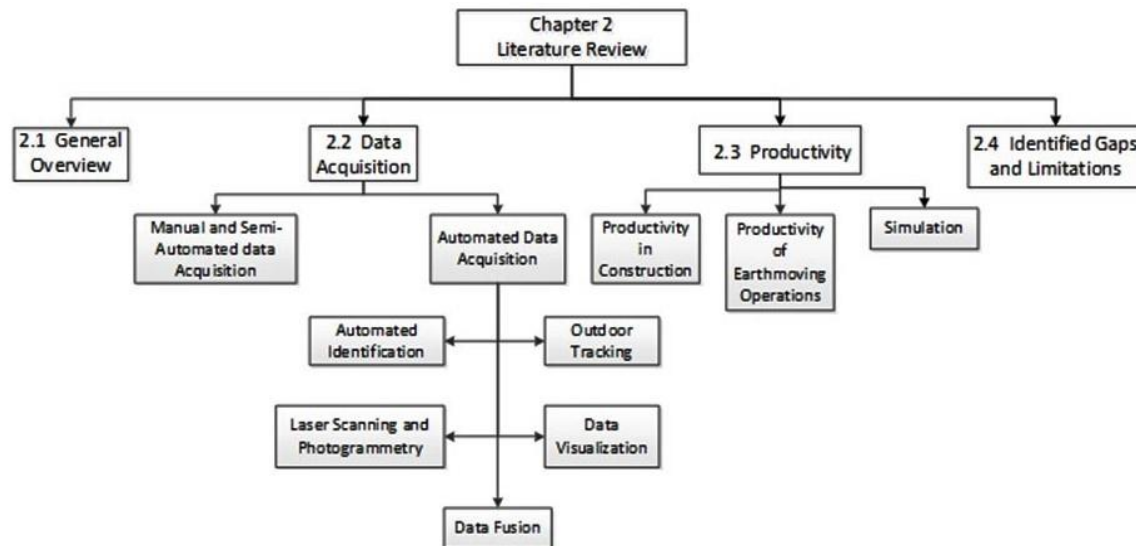 Chapter 2
Literature Review
2.1 General
Overview
2.2 Data
Acquisition
2.3 Productivity
2.4 Identified Gaps
and Limitations
Manual and Semi-
Automated data
Acquisition
Automated Data
Acquisition
Productivity
in
Construction
Productivity
of
Earthmoving
Operations
Simulation
Automated
Identification
Outdoor
Tracking
Laser Scanning and
Photogrammetry
Data
Visualization
Data Fusion